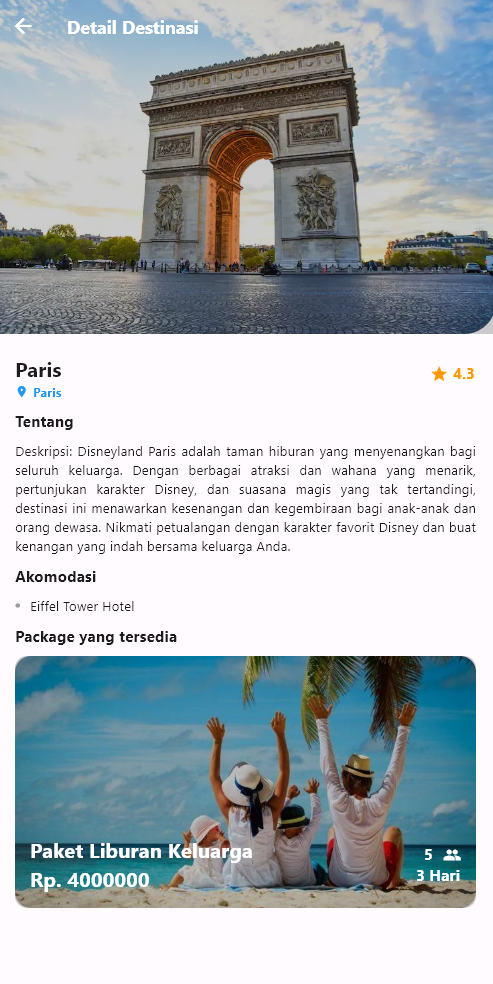 Detail Destinasi
Paris
4.3
Paris
Tentang
Deskripsi: Disneyland Paris adalah taman hiburan yang menyenangkan bagi
seluruh keluarga. Dengan berbagai atraksi dan wahana yang menarik,
pertunjukan karakter Disney, dan suasana magis yang tak tertandingi,
destinasi ini menawarkan kesenangan dan kegembiraan bagi anak-anak dan
orang dewasa. Nikmati petualangan dengan karakter favorit Disney dan buat
kenangan yang indah bersama keluarga Anda.
Akomodasi
• Eiffel Tower Hotel
Package yang tersedia
Paket Liburan Keluarga
5
Rp. 4000000
3 Hari